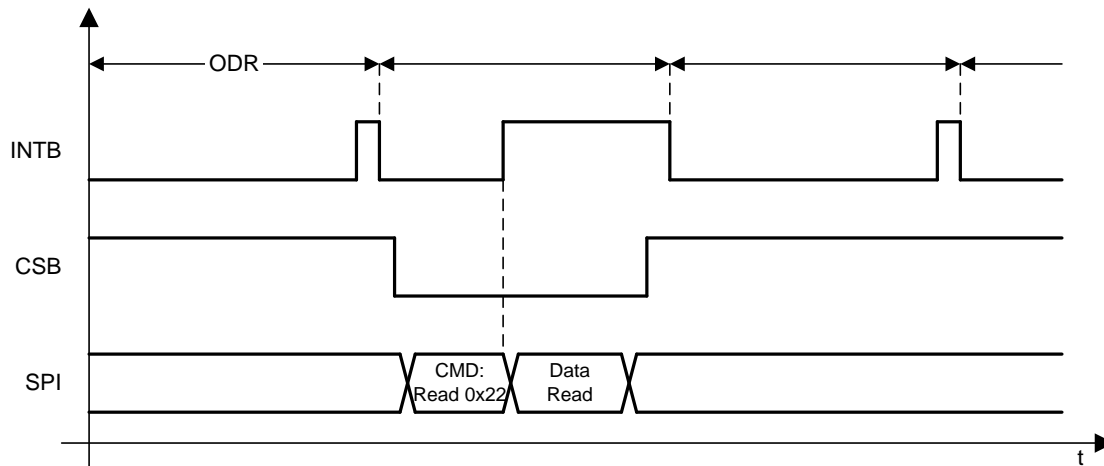 ODR
INTB
CSB
SPI
CMD:
Read 0x22
Data
Read
t